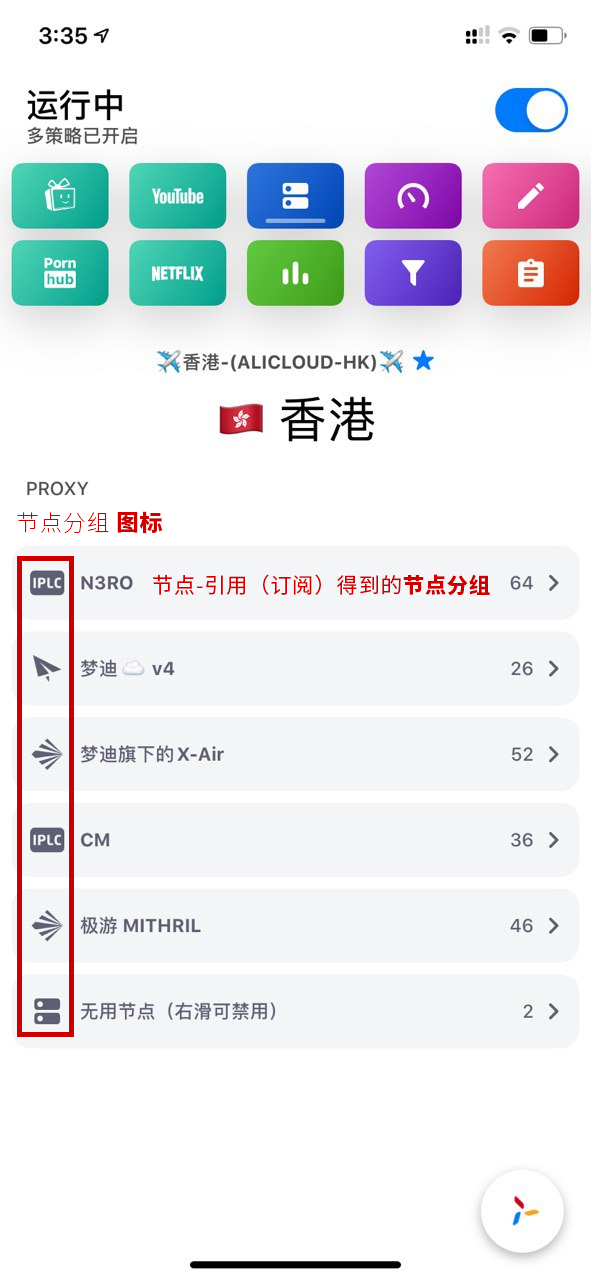 3:35
运行中
多策略已开启
YouTube
Porn
hub
NETFLIX
✈️香港-(ALICLOUD-HK)✈️
🇭🇰 香港
PROXY
节点分组 图标
IPLC N3RO 节点-引用（订阅）得到的节点分组 64
梦迪☁️ v4 26
梦迪旗下的X-Air 52
IPLC CM 36
极游 MITHRIL 46
无用节点（右滑可禁用） 2